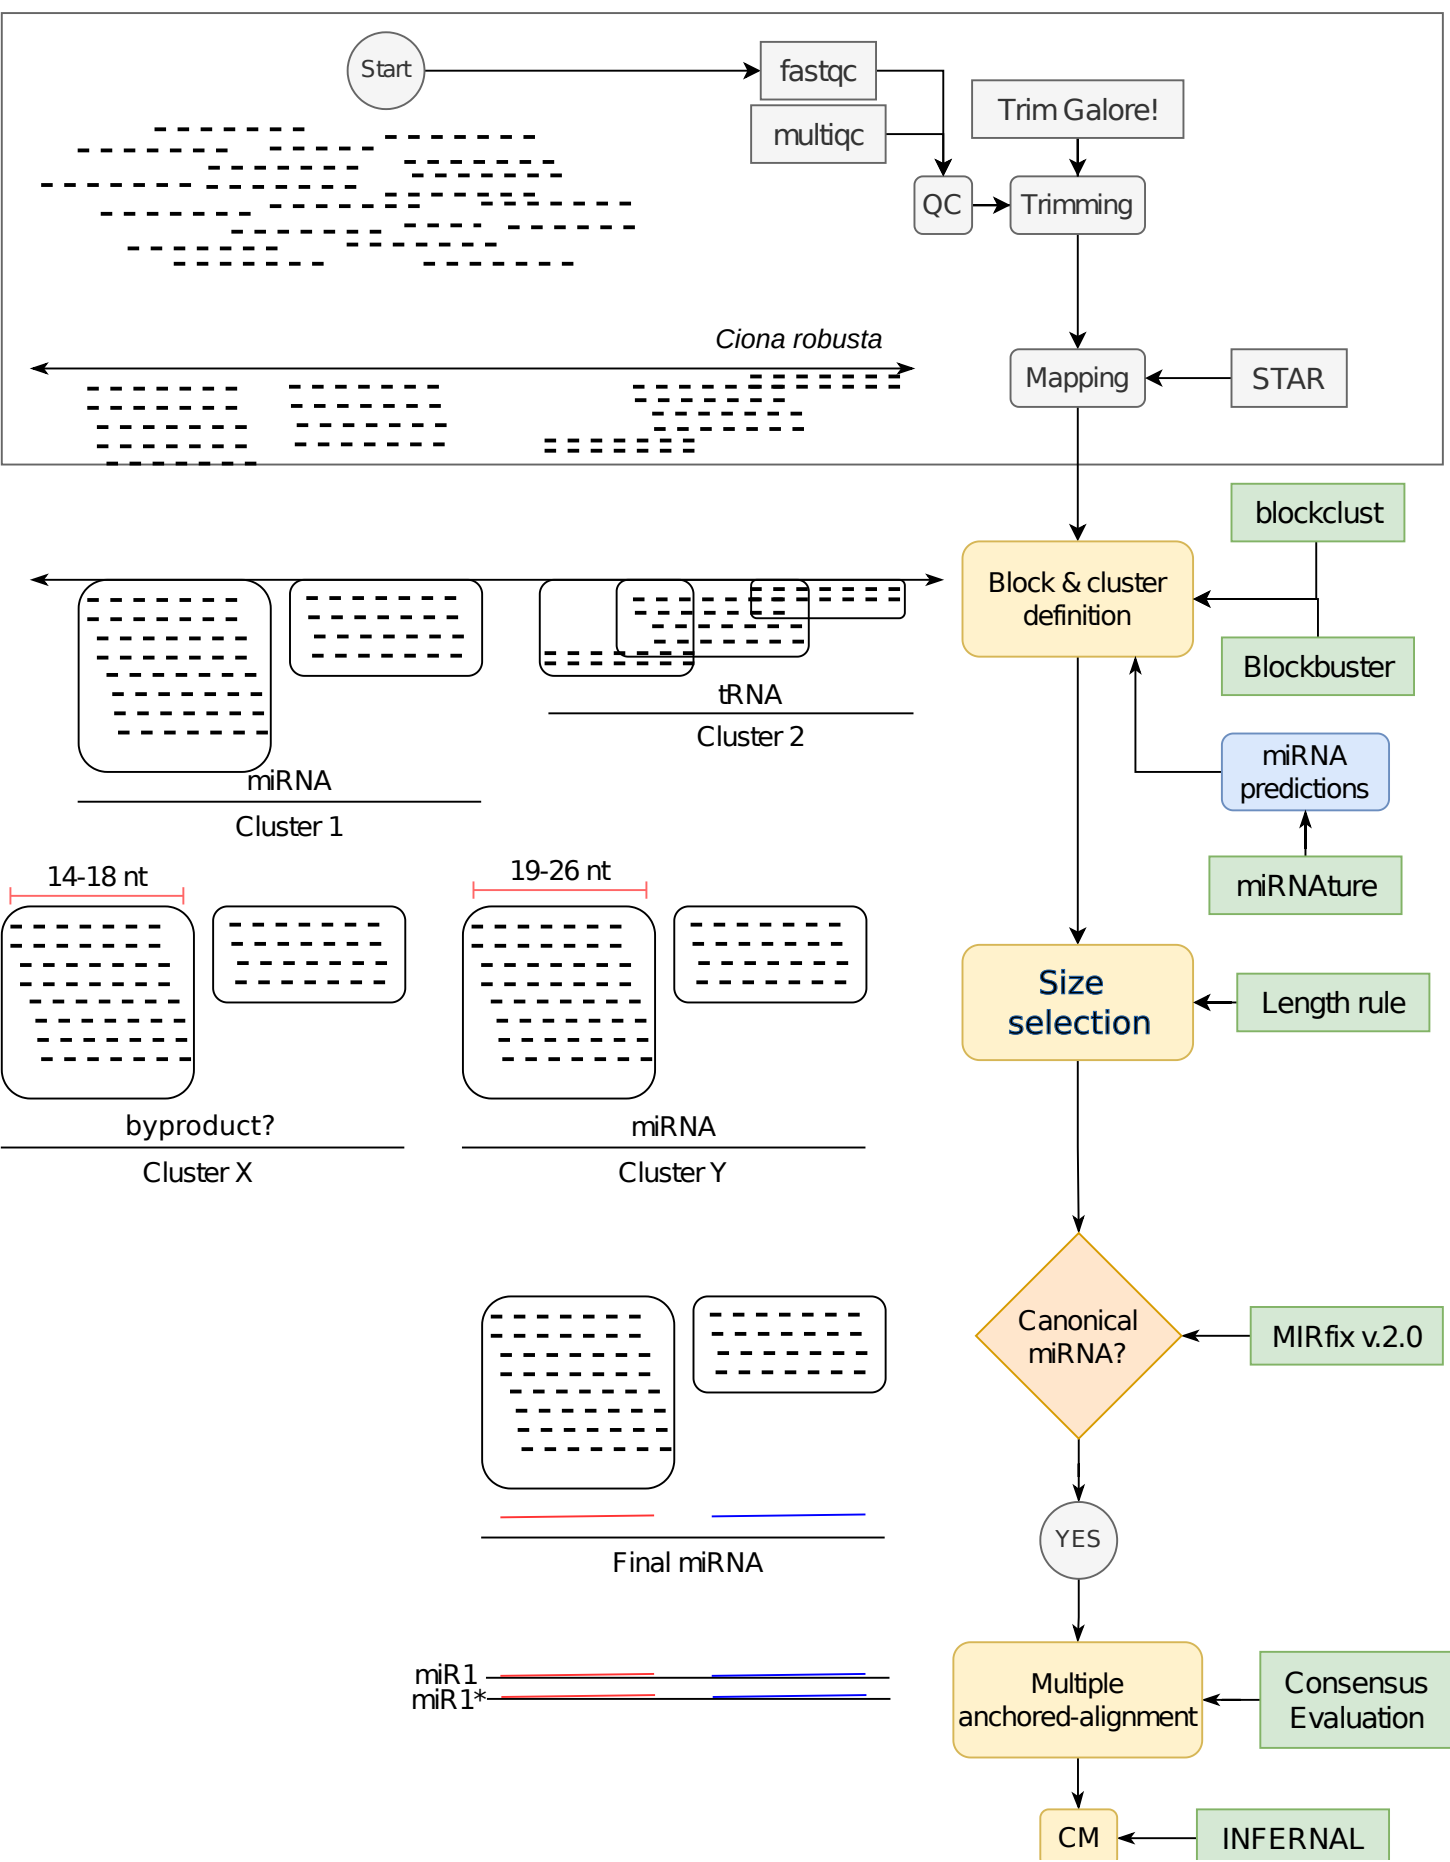 Start
fastqc
multiqc
Trim Galore!
QC
Trimming
Ciona robusta
Mapping
STAR
blockclust
Block & cluster
definition
Blockbuster
tRNA
Cluster 2
miRNA
predictions
miRNA
Cluster 1
miRNAture
14-18 nt
19-26 nt
Size
selection
Length rule
byproduct?
Cluster X
miRNA
Cluster Y
Canonical
miRNA?
MIRfix v.2.0
YES
Final miRNA
miR1
miR1*
Multiple
anchored-alignment
Consensus
Evaluation
CM
INFERNAL